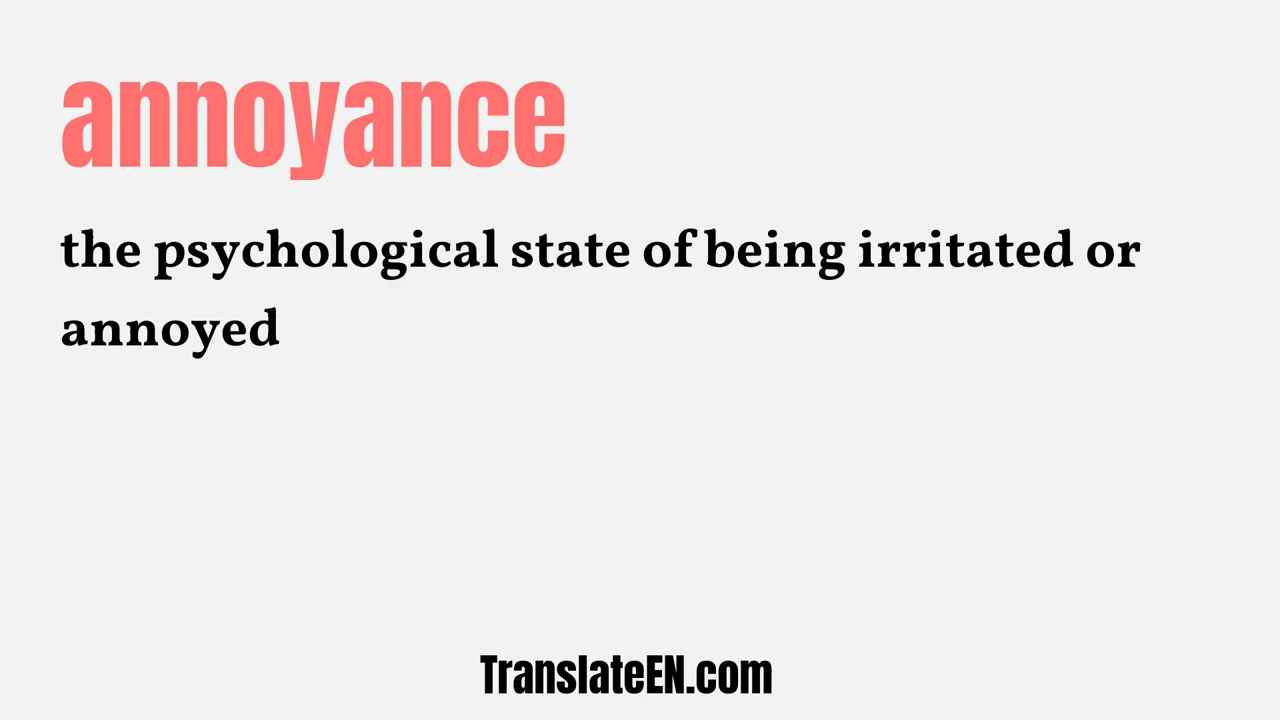 annoyance
the psychological state of being irritated or
annoyed
TranslateEN.com